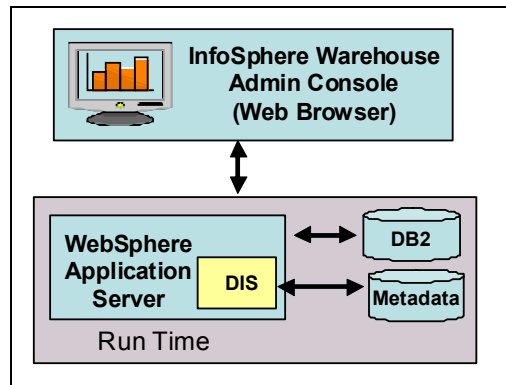 InfoSphere Warehouse
Admin Console
(Web Browser)
WebSphere
Application
Server
DIS
DB2
Metadata
Run Time